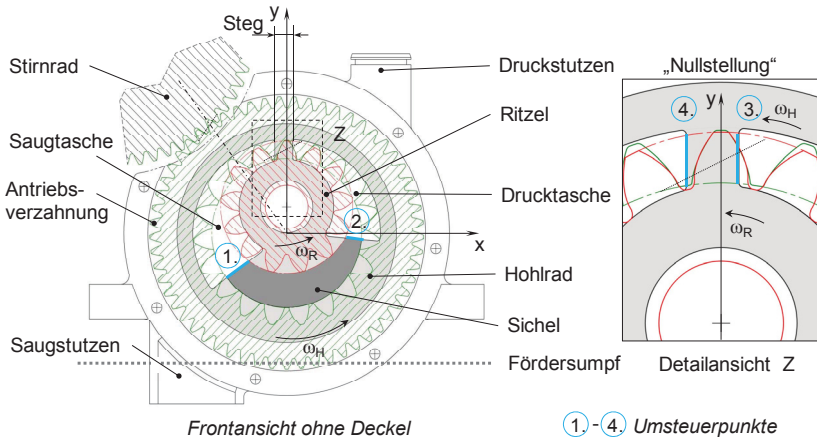 Steg
y
Stirnrad
Saugtasche
Antriebs-
verzahnung
Saugstutzen
Z
1.
2.
ωR
ωH
x
Druckstutzen
Ritzel
Drucktasche
Hohlrad
Sichel
Fördersumpf
Frontansicht ohne Deckel
„Nullstellung“
y
4.
3.
ωH
ωR
Detailansicht Z
1.-4. Umsteuerpunkte